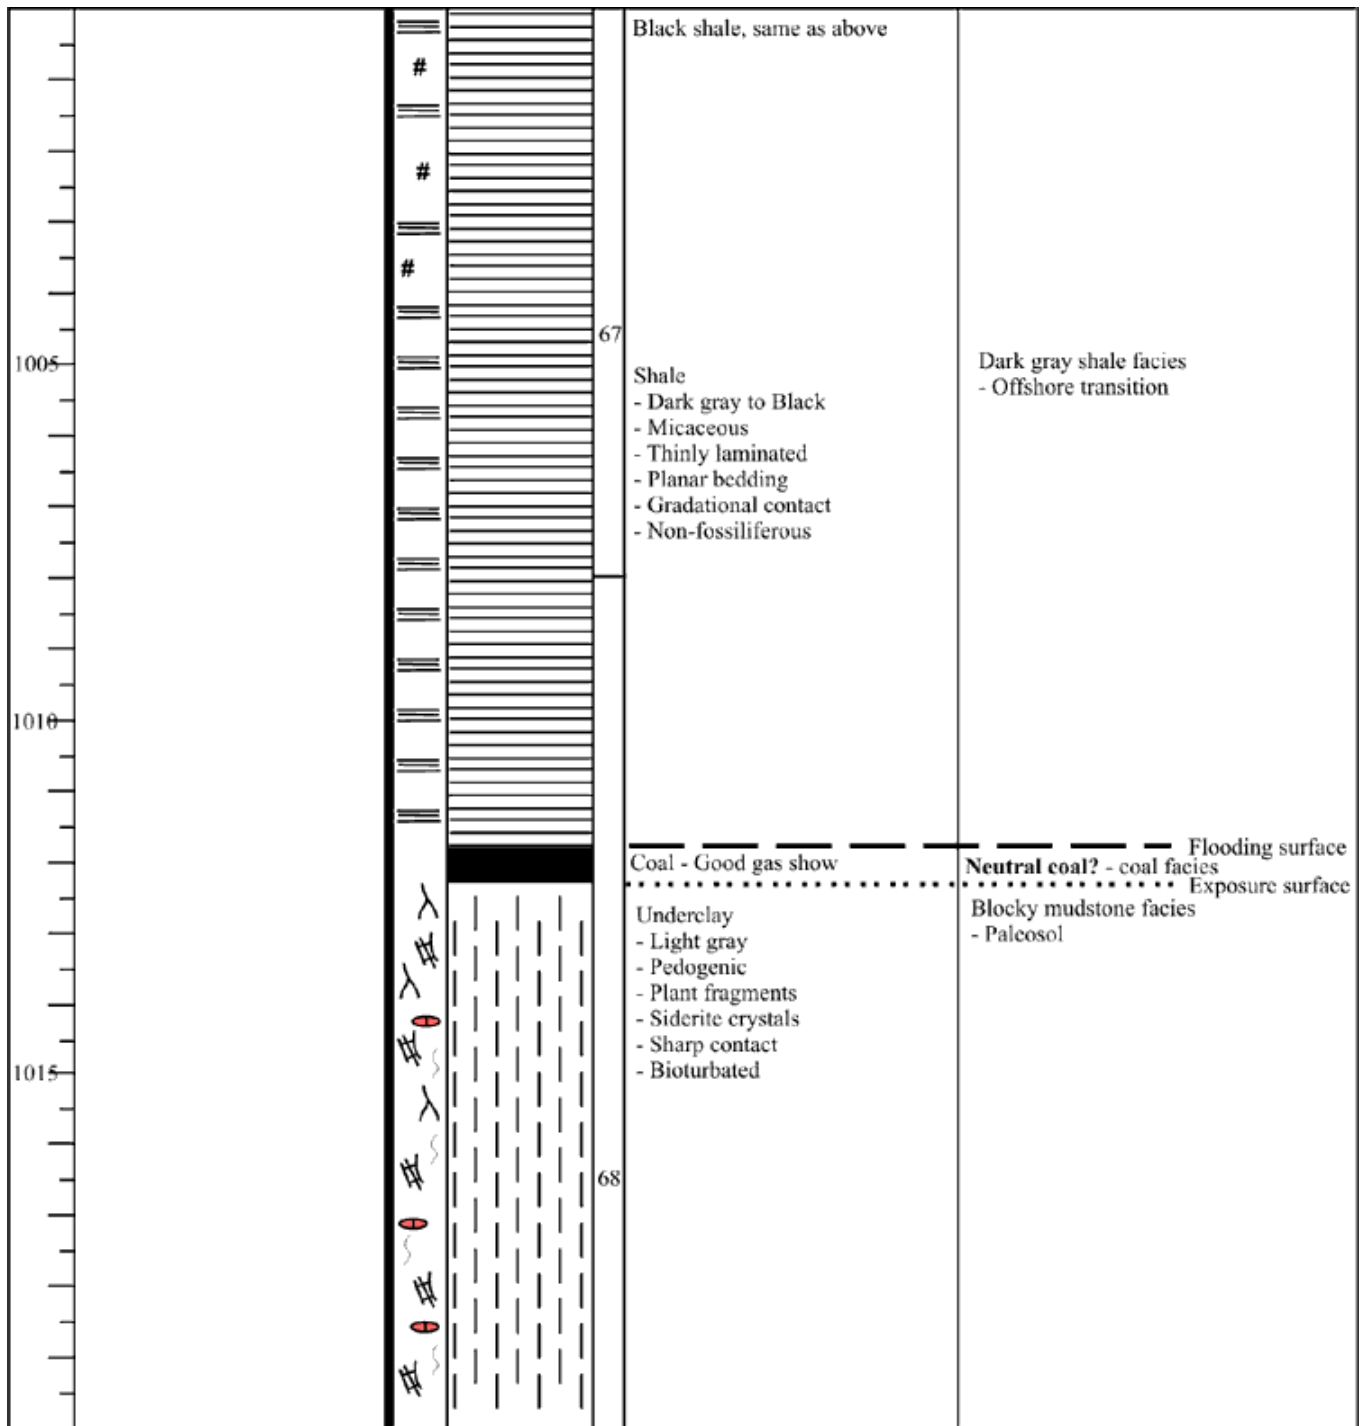 Black shale, same as above
67
1005
Shale
- Dark gray to Black
- Micaceous
- Thinly laminated
- Planar bedding
- Gradational contact
- Non-fossiliferous
Dark gray shale facies
- Offshore transition
1010
Flooding surface
Coal - Good gas show
Neutral coal? - coal facies
Exposure surface
Underclay
- Light gray
- Pedogenic
- Plant fragments
- Siderite crystals
- Sharp contact
- Bioturbated
Blocky mudstone facies
- Paleosol
1015
68